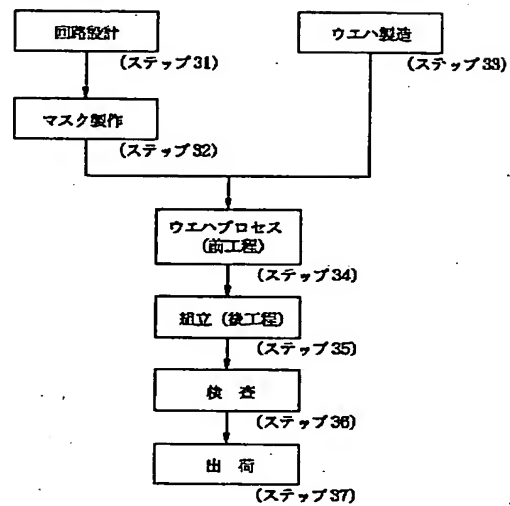 回路設計
(ステップ31)
ウエハ製造
(ステップ33)
マスク製作
(ステップ32)
ウエハプロセス
(前工程)
(ステップ34)
組立(後工程)
(ステップ35)
検 査
(ステップ36)
出 荷
(ステップ37)